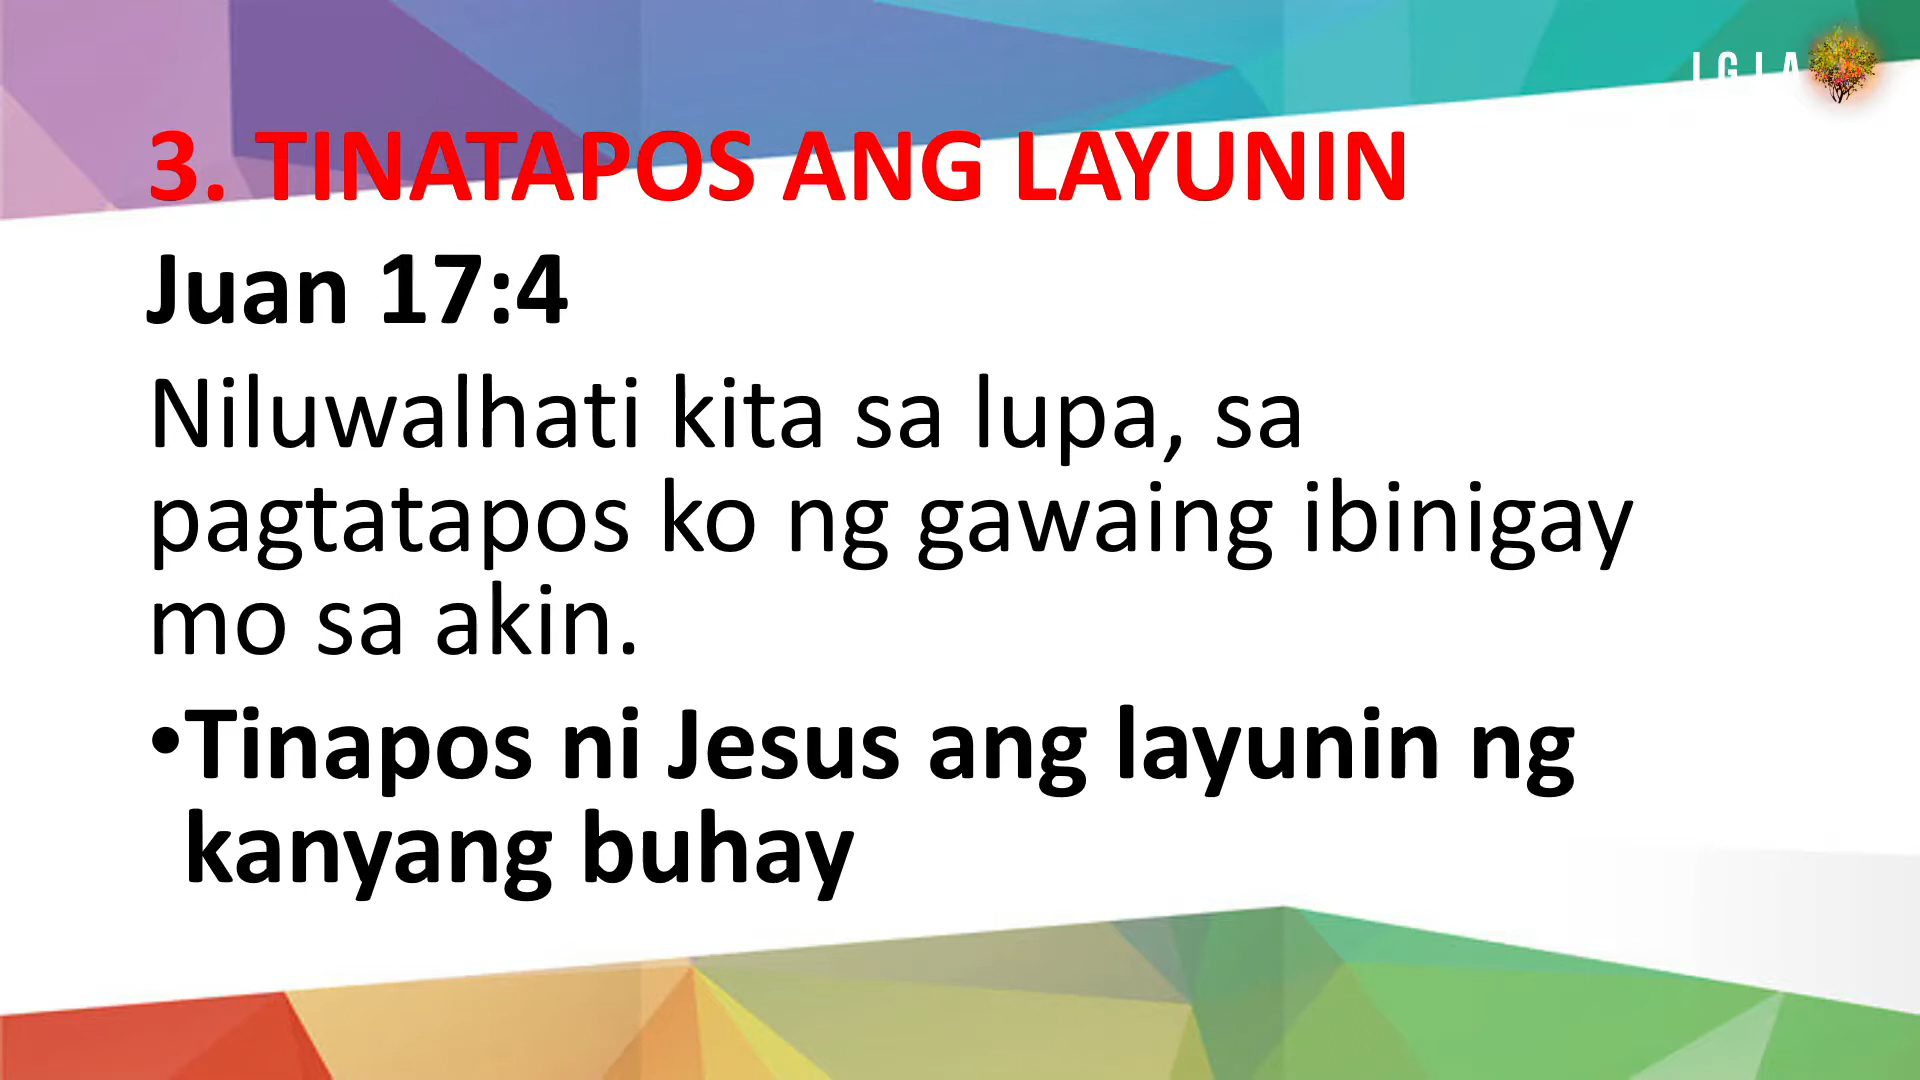 3. TINATAPOS ANG LAYUNIN
Juan 17:4
Niluwalhati kita sa lupa, sa
pagtatapos ko ng gawaing ibinigay
mo sa akin.
•Tinapos ni Jesus ang layunin ng
kanyang buhay